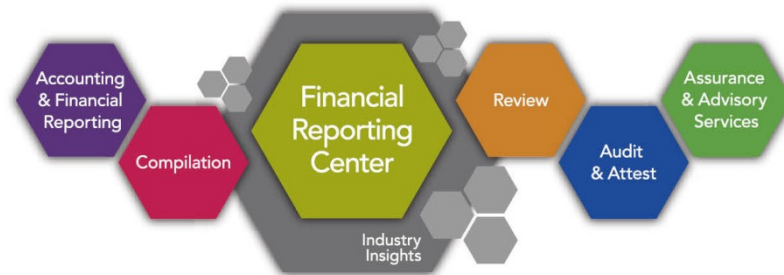 Accounting
& Financial
Reporting
Compilation
Financial
Reporting
Center
Industry
Insights
Review
Audit
& Attest
Assurance
& Advisory
Services